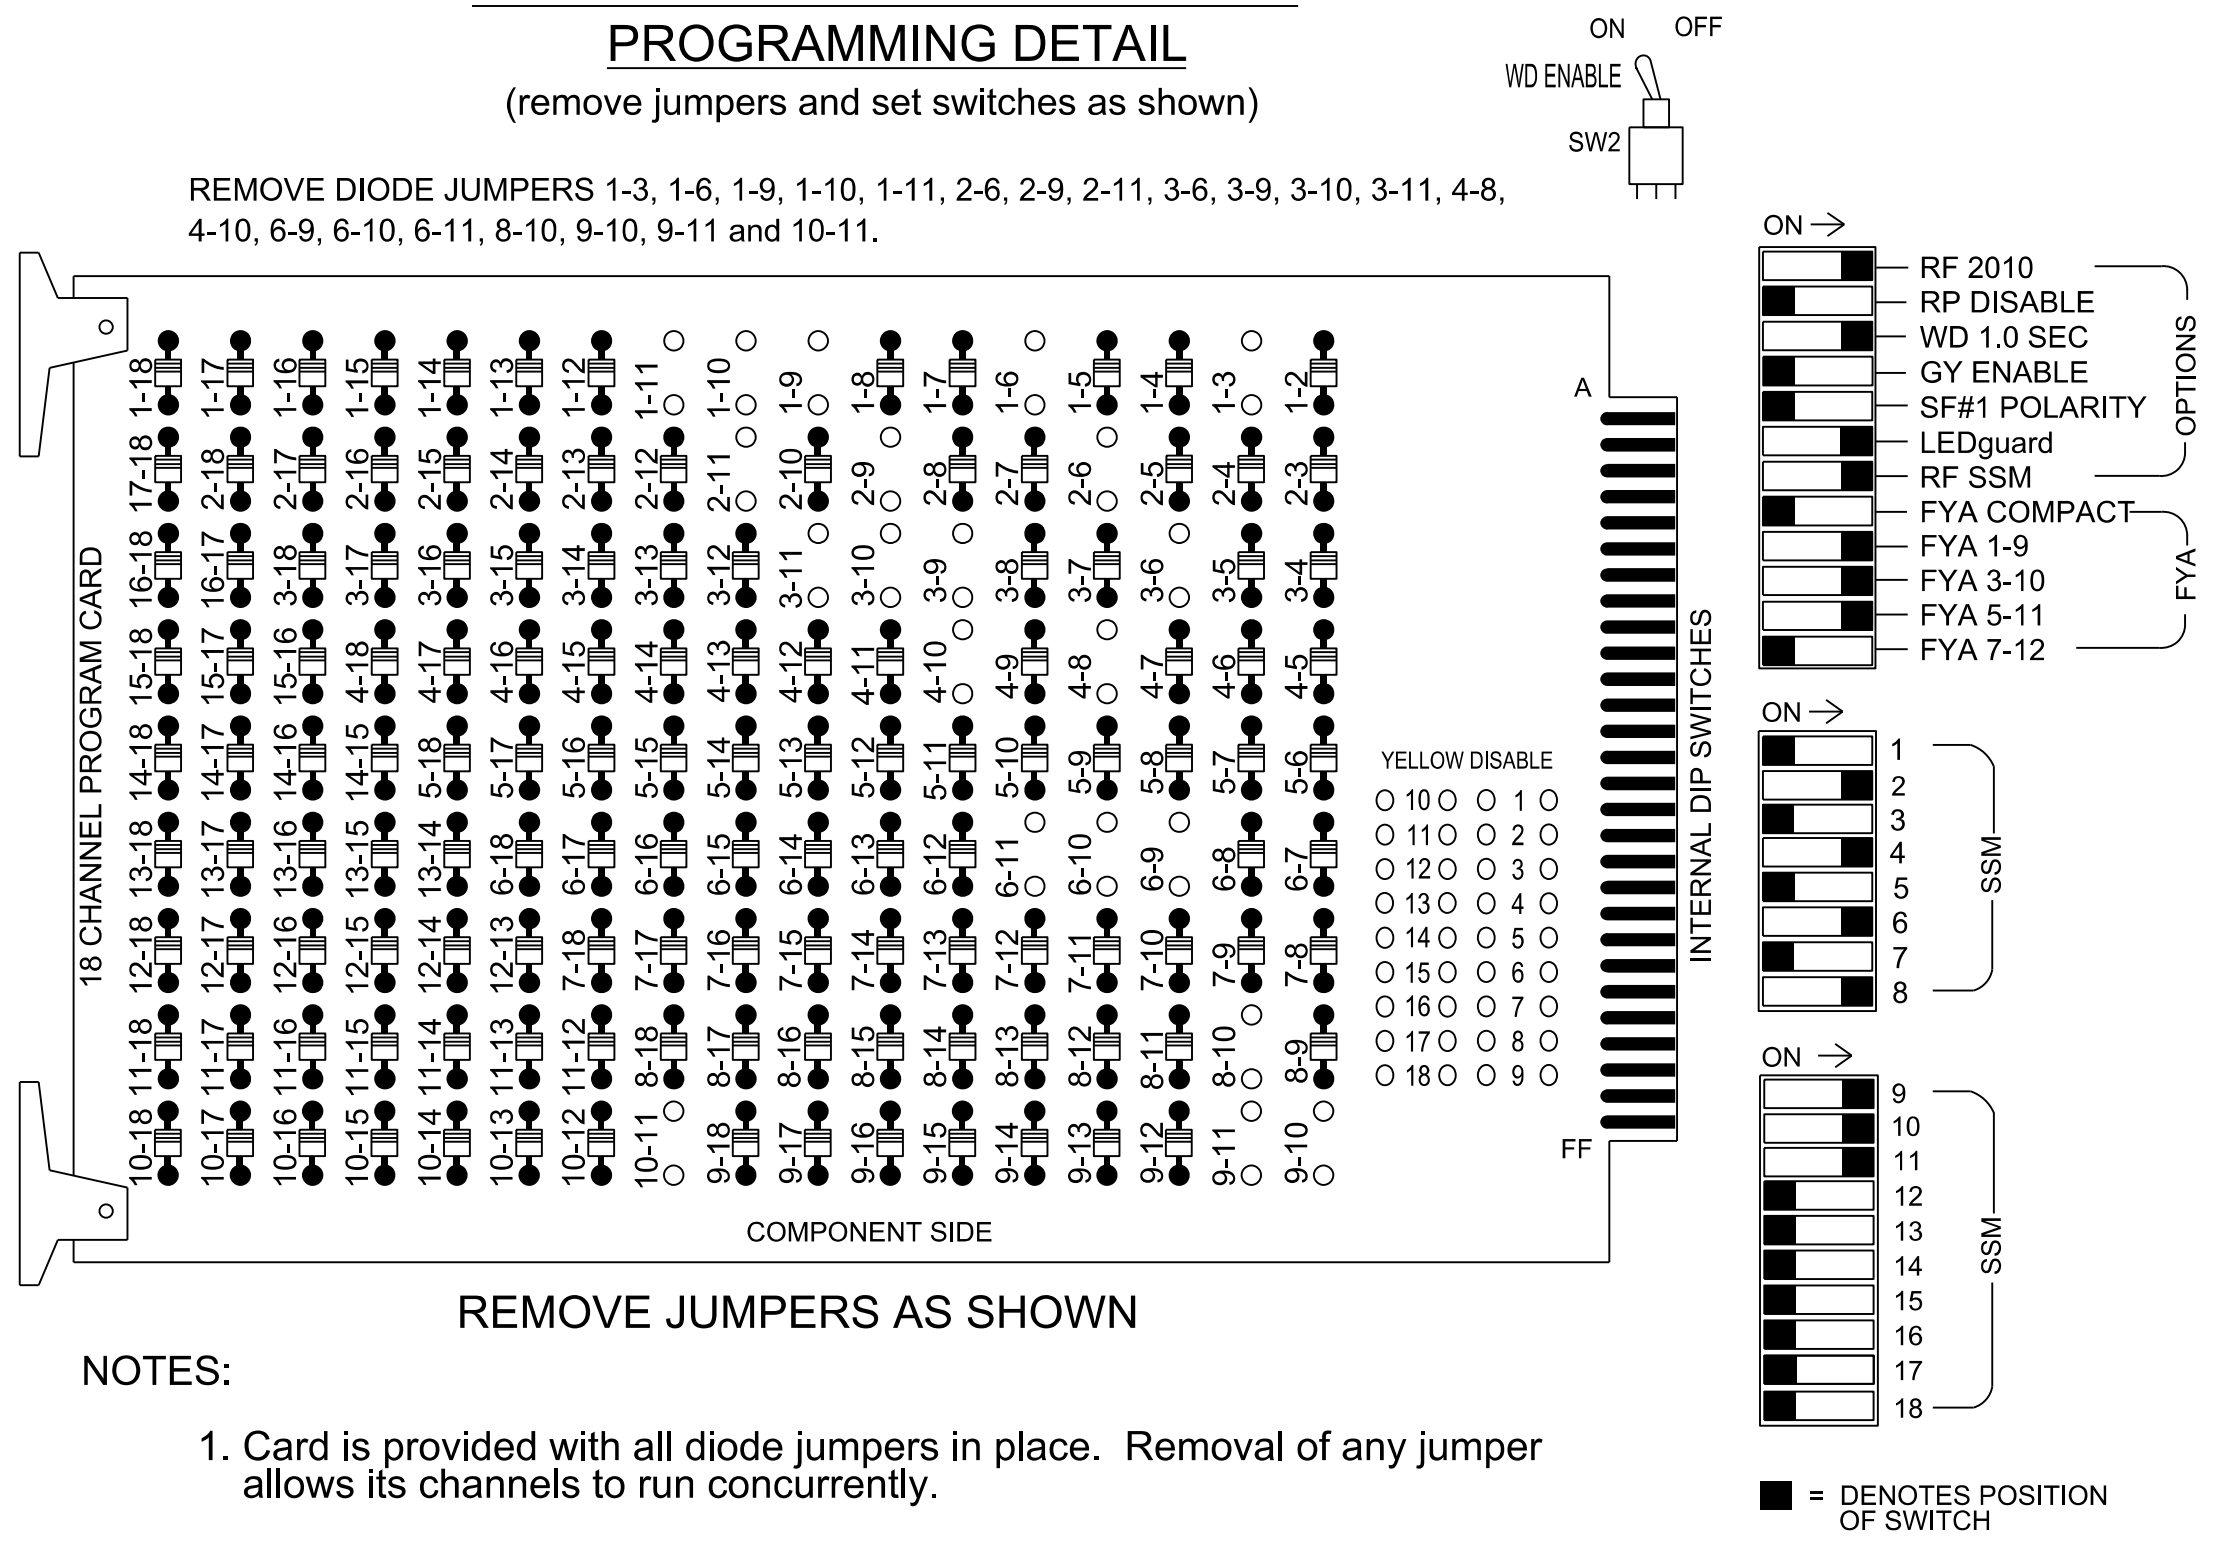 PROGRAMMING DETAIL
(remove jumpers and set switches as shown)
ON OFF
WD ENABLE
SW2
REMOVE DIODE JUMPERS 1-3, 1-6, 1-9, 1-10, 1-11, 2-6, 2-9, 2-11, 3-6, 3-9, 3-10, 3-11, 4-8,
4-10, 6-9, 6-10, 6-11, 8-10, 9-10, 9-11 and 10-11.
18 CHANNEL PROGRAM CARD
1-18 1-17 1-16 1-15 1-14 1-13 1-12 1-11 1-10 1-9 1-8 1-7 1-6 1-5 1-4 1-3 1-2
17-18 2-18 2-17 2-16 2-15 2-14 2-13 2-12 2-11 2-10 2-9 2-8 2-7 2-6 2-5 2-4 2-3
16-18 16-17 3-18 3-17 3-16 3-15 3-14 3-13 3-12 3-11 3-10 3-9 3-8 3-7 3-6 3-5 3-4
15-18 15-17 15-16 4-18 4-17 4-16 4-15 4-14 4-13 4-12 4-11 4-10 4-9 4-8 4-7 4-6 4-5
14-18 14-17 14-16 14-15 5-18 5-17 5-16 5-15 5-14 5-13 5-12 5-11 5-10 5-9 5-8 5-7 5-6
13-18 13-17 13-16 13-15 13-14 6-18 6-17 6-16 6-15 6-14 6-13 6-12 6-11 6-10 6-9 6-8 6-7
12-18 12-17 12-16 12-15 12-14 12-13 7-18 7-17 7-16 7-15 7-14 7-13 7-12 7-11 7-10 7-9 7-8
11-18 11-17 11-16 11-15 11-14 11-13 11-12 8-18 8-17 8-16 8-15 8-14 8-13 8-12 8-11 8-10 8-9
10-18 10-17 10-16 10-15 10-14 10-13 10-12 10-11 9-18 9-17 9-16 9-15 9-14 9-13 9-12 9-11 9-10
A
YELLOW DISABLE
10 1
11 2
12 3
13 4
14 5
15 6
16 7
17 8
18 9
FF
COMPONENT SIDE
INTERNAL DIP SWITCHES
ON
RF 2010
RP DISABLE
WD 1.0 SEC
GY ENABLE
SF#1 POLARITY
LEDguard
RF SSM
OPTIONS
FYA COMPACT
FYA 1-9
FYA 3-10
FYA 5-11
FYA 7-12
FYA
ON
1
2
3
4
5
6
7
8
SSM
ON
9
10
11
12
13
14
15
16
17
18
SSM
REMOVE JUMPERS AS SHOWN
NOTES:
1. Card is provided with all diode jumpers in place. Removal of any jumper
allows its channels to run concurrently.
= DENOTES POSITION
OF SWITCH